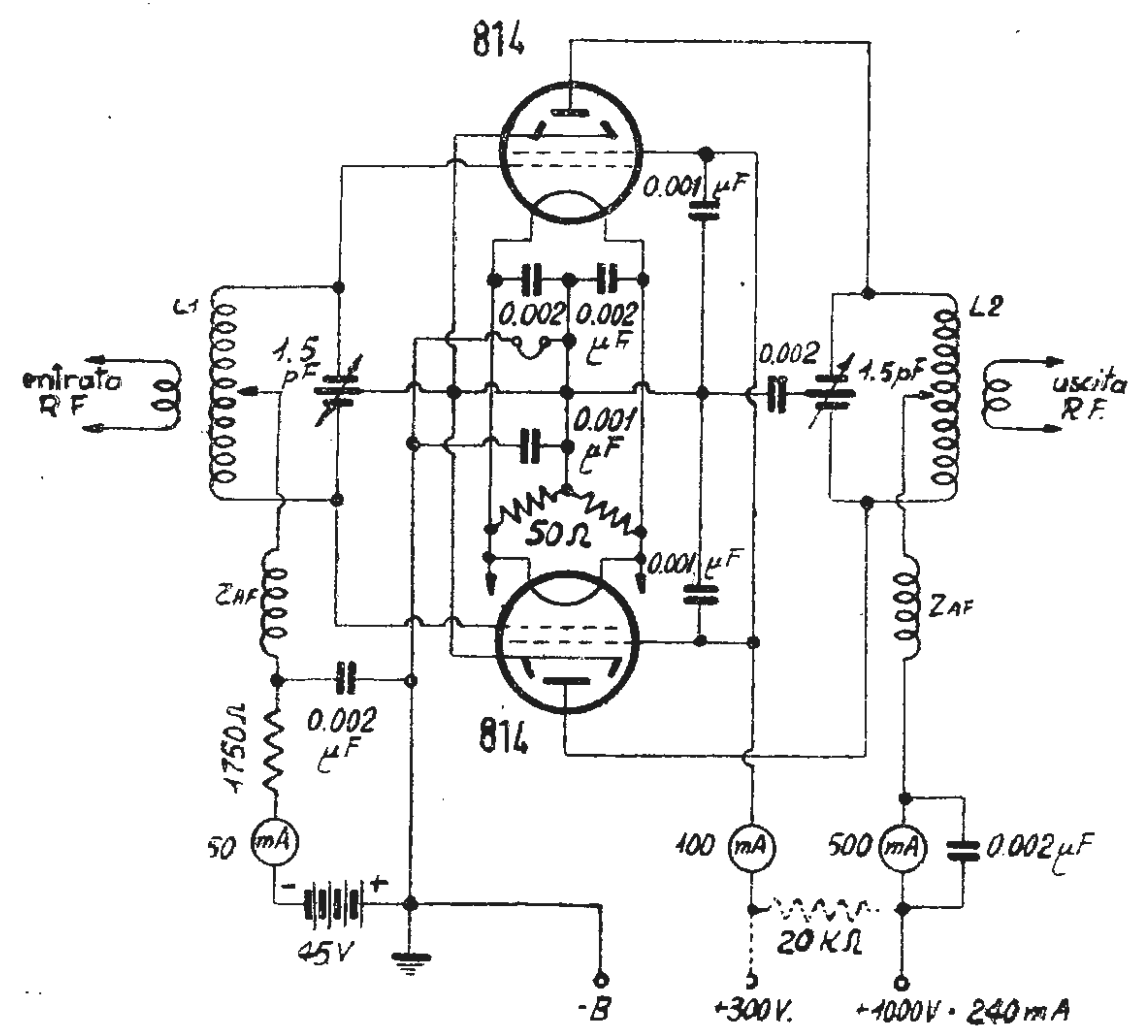 814
0.001 μF
L1
0.002
0.002
μF
L2
1.5
pF
0.002
1.5pF
entrata
RF
uscita
RF.
0.001
μF
50Ω
0.001 μF
ZAF
ZAF
0.002
μF
1750Ω
814
50
mA
100
mA
500
mA
0.002μF
-
+
45V
20KΩ
-B
+300V.
+1000V • 240mA